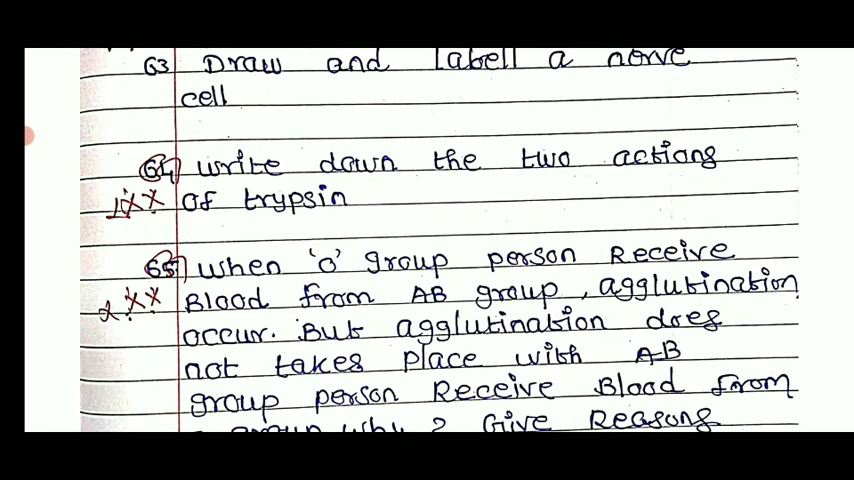 63 Draw and labell a nerve
cell
64 write down the two actions
of trypsin
65 when 'o' group person Receive
Blood from AB group, agglutination
occur. But agglutination does
not takes place with AB
group person Receive Blood from
group why? Give Reasons